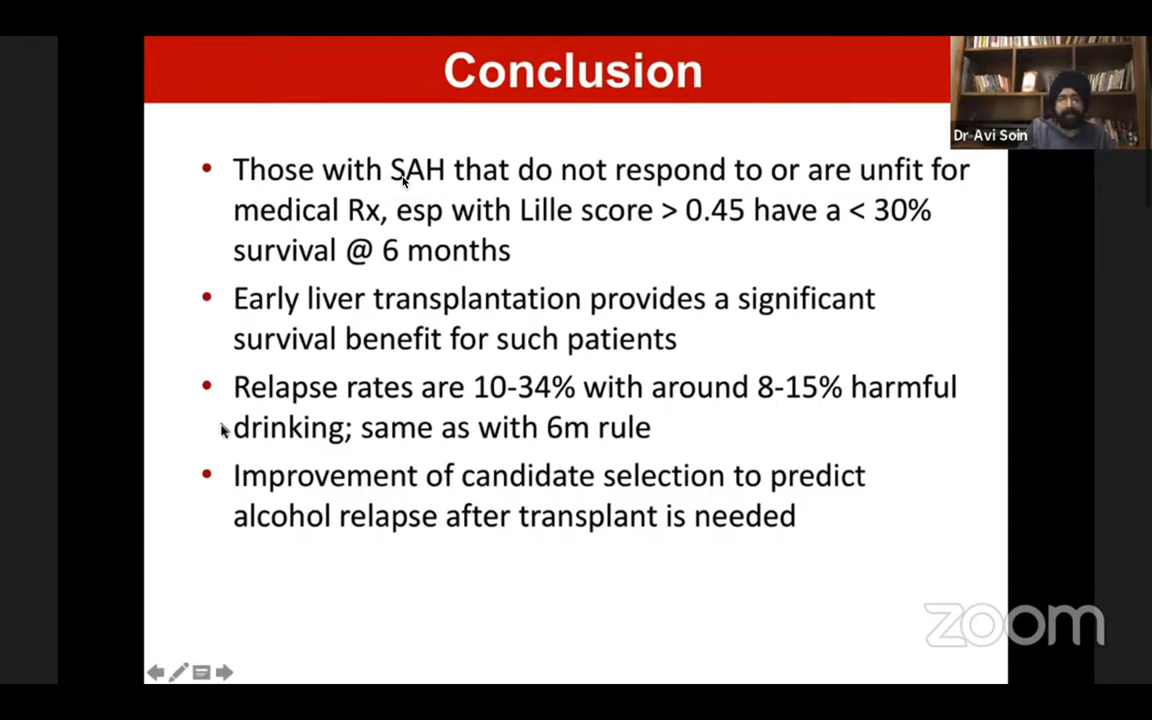 Conclusion
Dr Avi Soin
• Those with SAH that do not respond to or are unfit for
medical Rx, esp with Lille score > 0.45 have a < 30%
survival @ 6 months
• Early liver transplantation provides a significant
survival benefit for such patients
• Relapse rates are 10-34% with around 8-15% harmful
drinking; same as with 6m rule
• Improvement of candidate selection to predict
alcohol relapse after transplant is needed
zoom